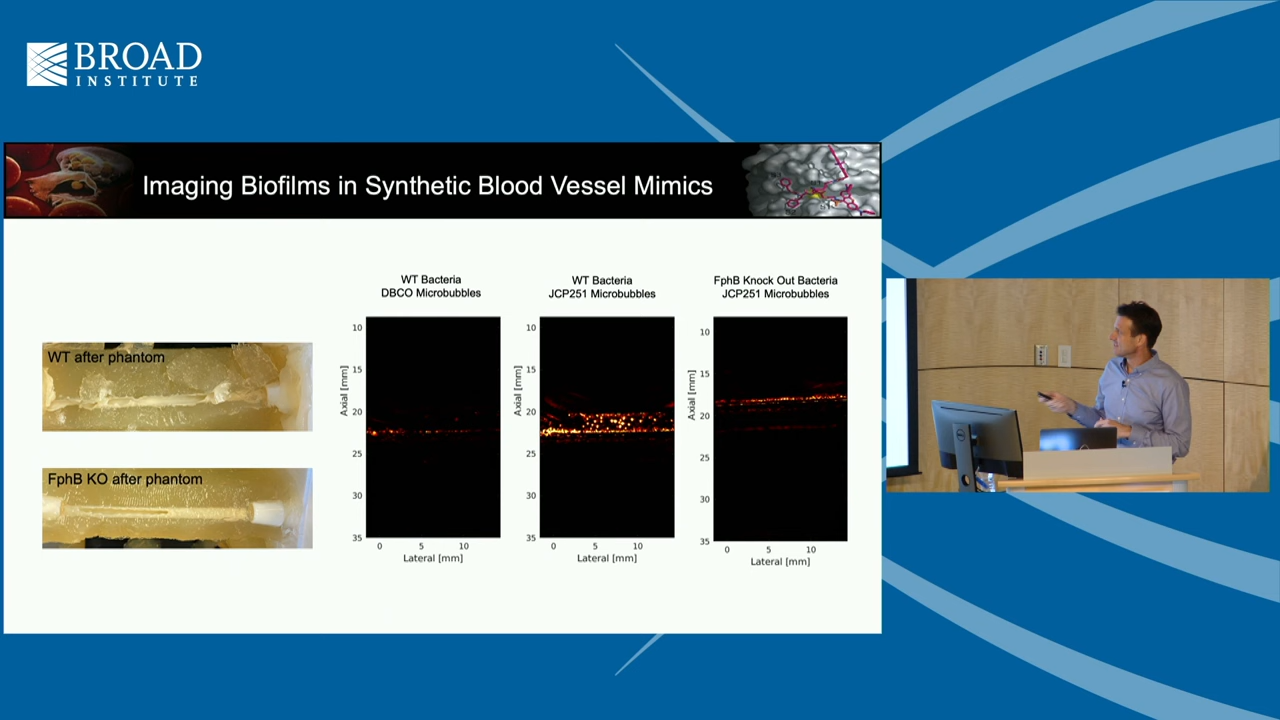 BROAD
INSTITUTE
Imaging Biofilms in Synthetic Blood Vessel Mimics
WT after phantom
FphB KO after phantom
WT Bacteria
DBCO Microbubbles
Axial [mm]
10
15
20
25
30
35
0 5 10
Lateral [mm]
WT Bacteria
JCP251 Microbubbles
Axial [mm]
10
15
20
25
30
35
0 5 10
Lateral [mm]
FphB Knock Out Bacteria
JCP251 Microbubbles
Axial [mm]
10
15
20
25
30
35
0 5 10
Lateral [mm]